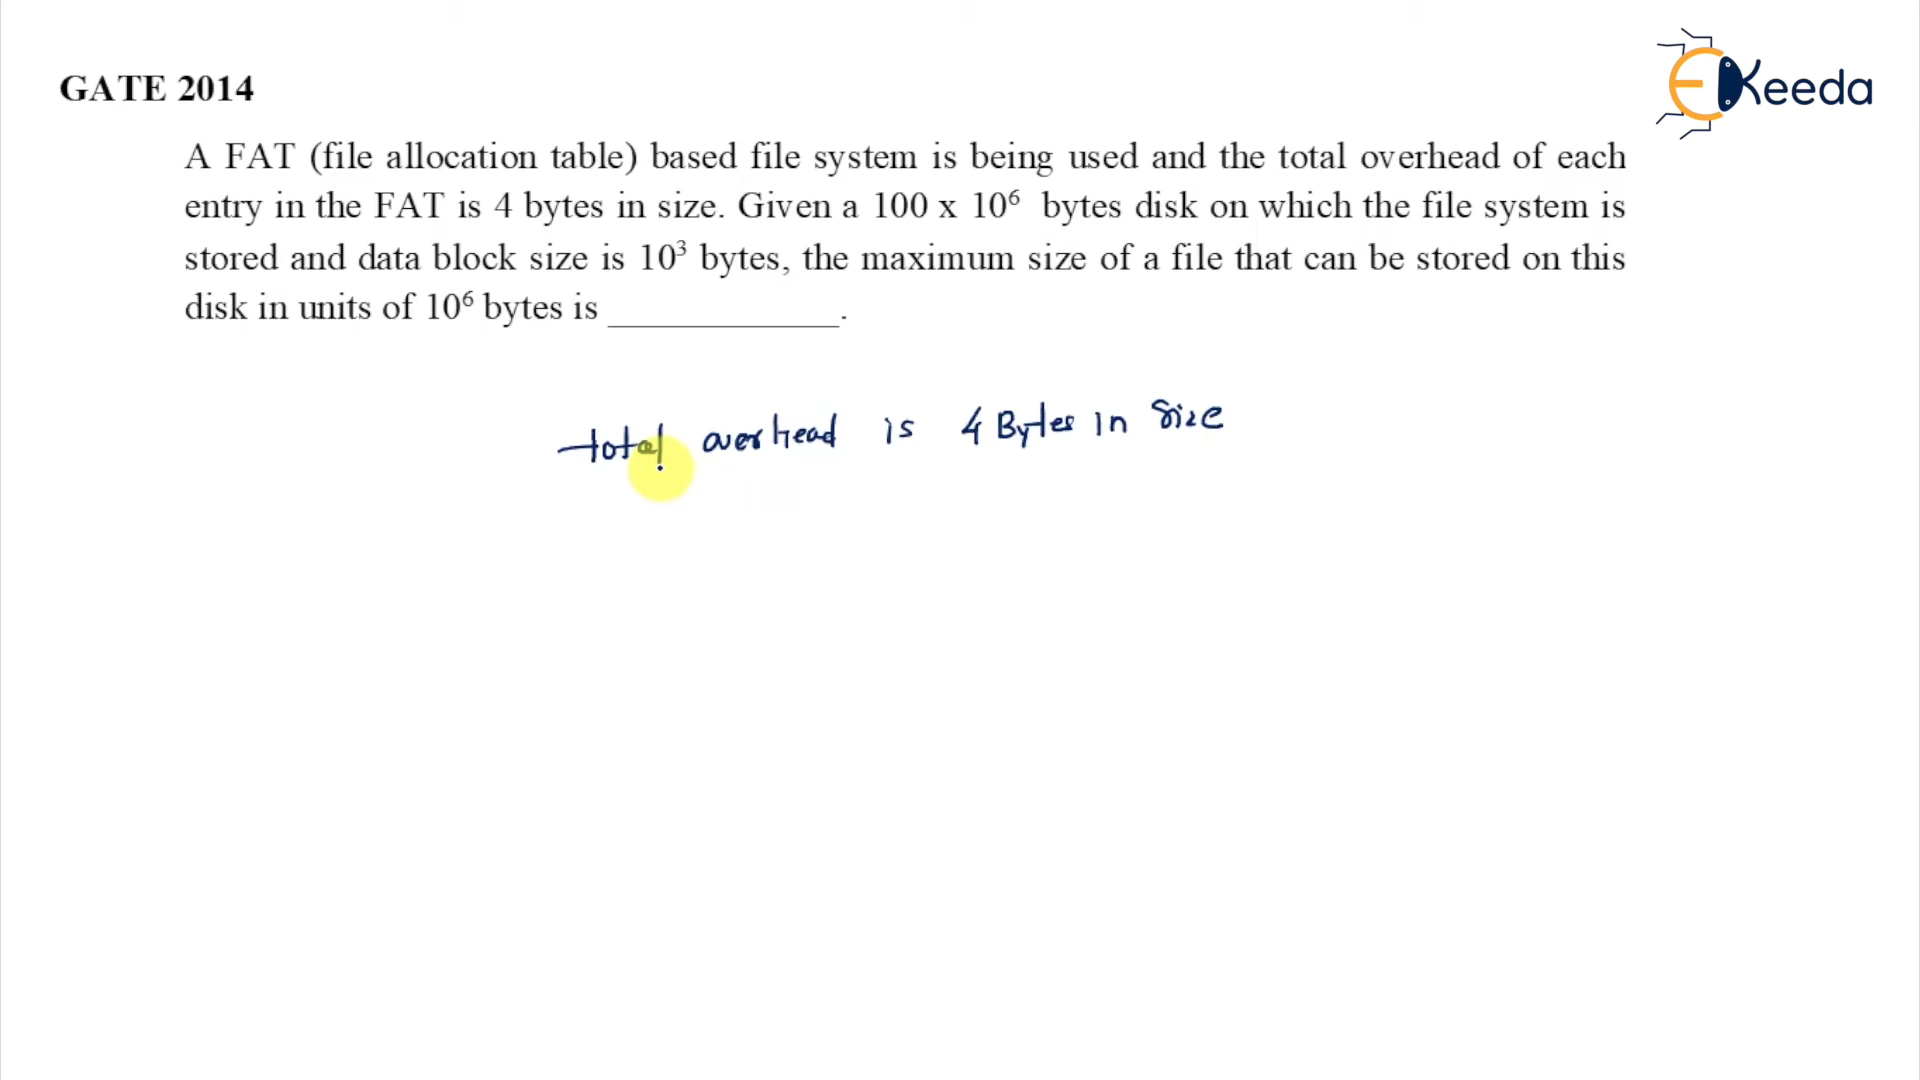 EKeeda
GATE 2014
A FAT (file allocation table) based file system is being used and the total overhead of each
entry in the FAT is 4 bytes in size. Given a 100 x 10⁶ bytes disk on which the file system is
stored and data block size is 10³ bytes, the maximum size of a file that can be stored on this
disk in units of 10⁶ bytes is ____________.
total overhead is 4 Bytes in Size